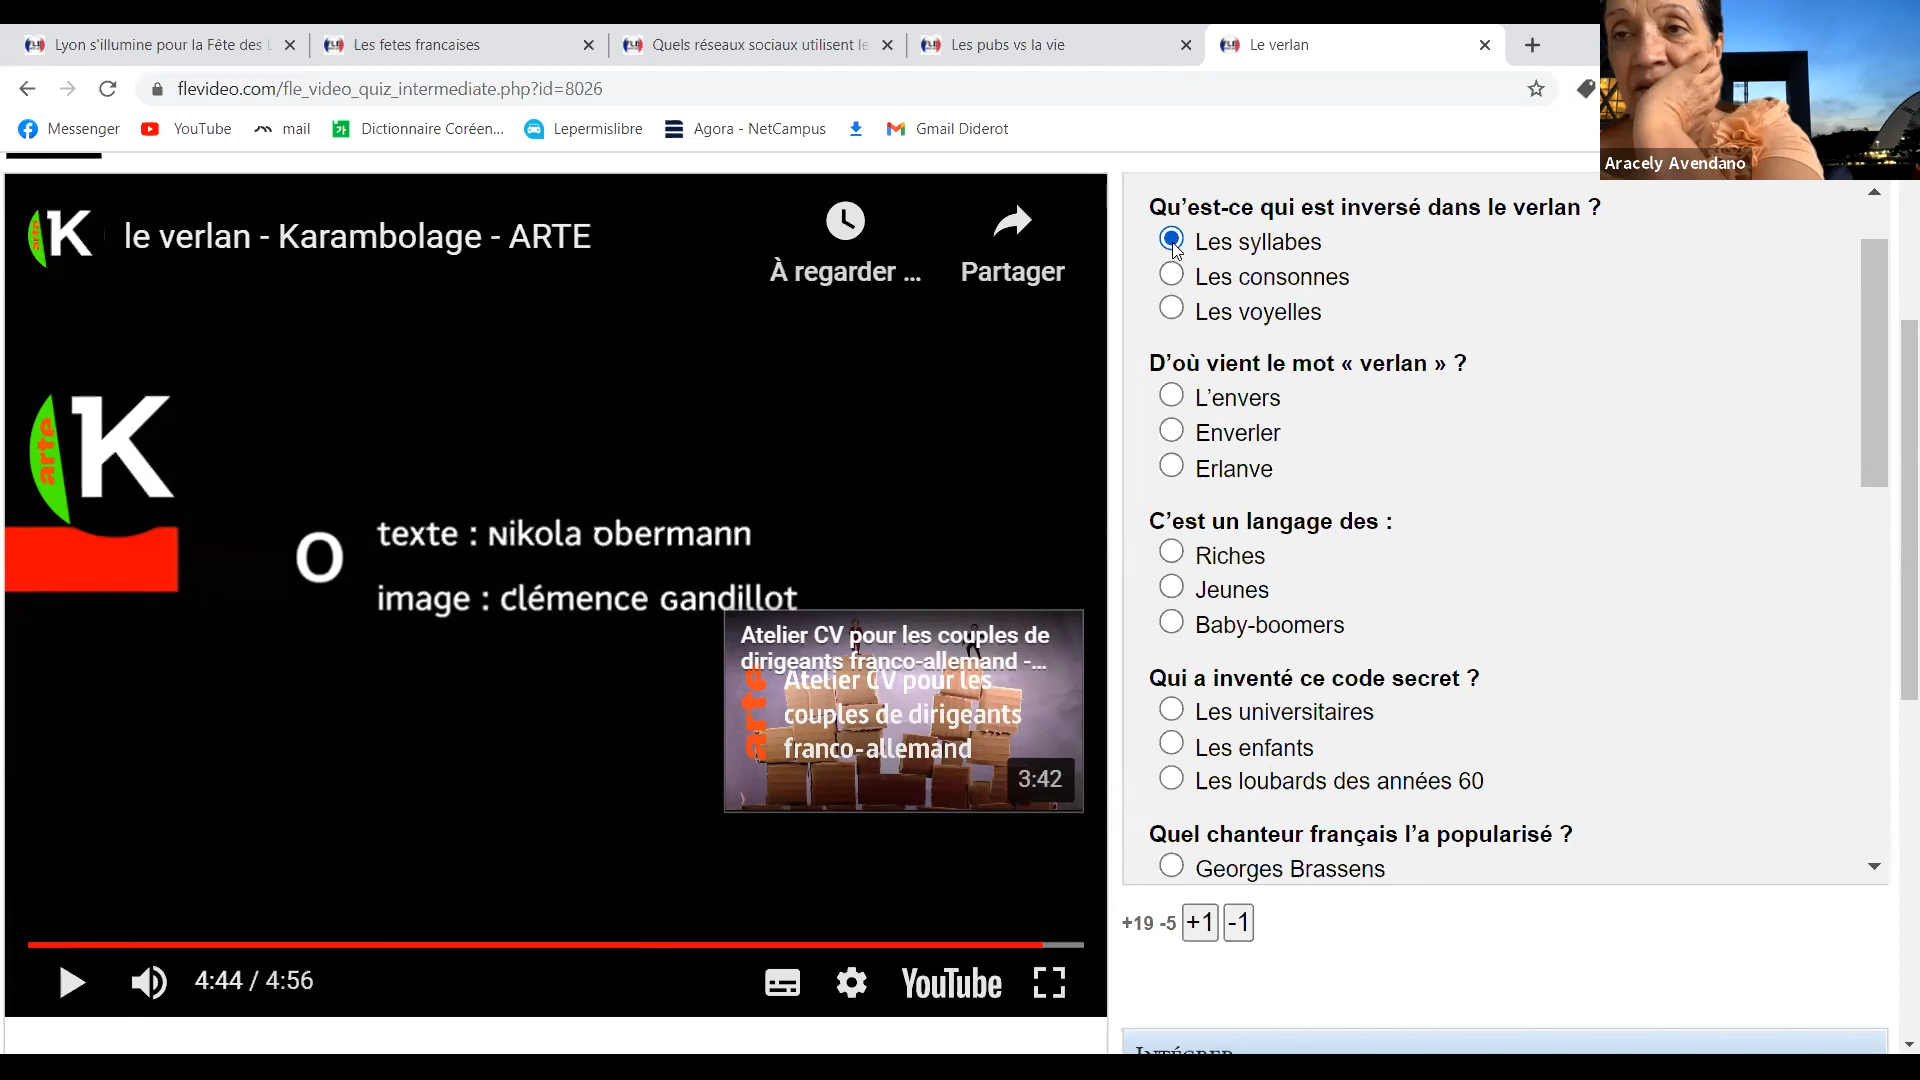 Lyon s'illumine pour la Fête des
Les fetes francaises
Quels réseaux sociaux utilisent le
Les pubs vs la vie
Le verlan
flevideo.com/fle_video_quiz_intermediate.php?id=8026
Messenger
YouTube
mail
Dictionnaire Coréen...
Lepermislibre
Agora - NetCampus
Gmail Diderot
Aracely Avendano
arte K
le verlan - Karambolage - ARTE
À regarder ...
Partager
arte K
O
texte : Nikola Obermann
image : Clémence Gandillot
Atelier CV pour les couples de
dirigeants franco-allemand -...
arte
Atelier CV pour les
couples de dirigeants
franco-allemand
3:42
4:44 / 4:56
YouTube
Qu'est-ce qui est inversé dans le verlan ?
Les syllabes
Les consonnes
Les voyelles
D'où vient le mot « verlan » ?
L'envers
Enverler
Erlanve
C'est un langage des :
Riches
Jeunes
Baby-boomers
Qui a inventé ce code secret ?
Les universitaires
Les enfants
Les loubards des années 60
Quel chanteur français l'a popularisé ?
Georges Brassens
+19 -5 +1 -1
INTÉGRER